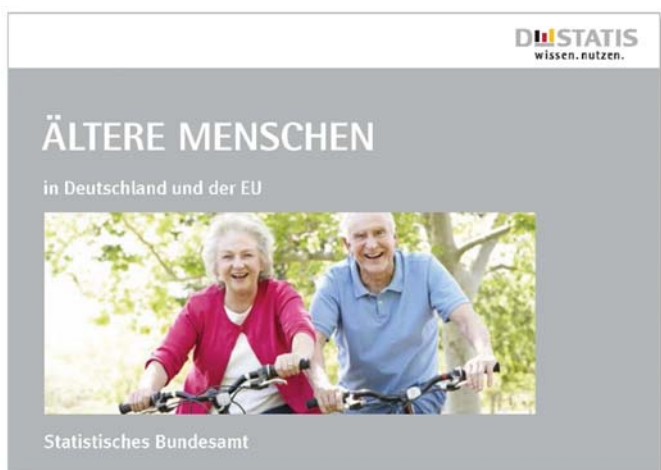 DESTATIS
wissen.nutzen.
ÄLTERE MENSCHEN
in Deutschland und der EU
Statistisches Bundesamt